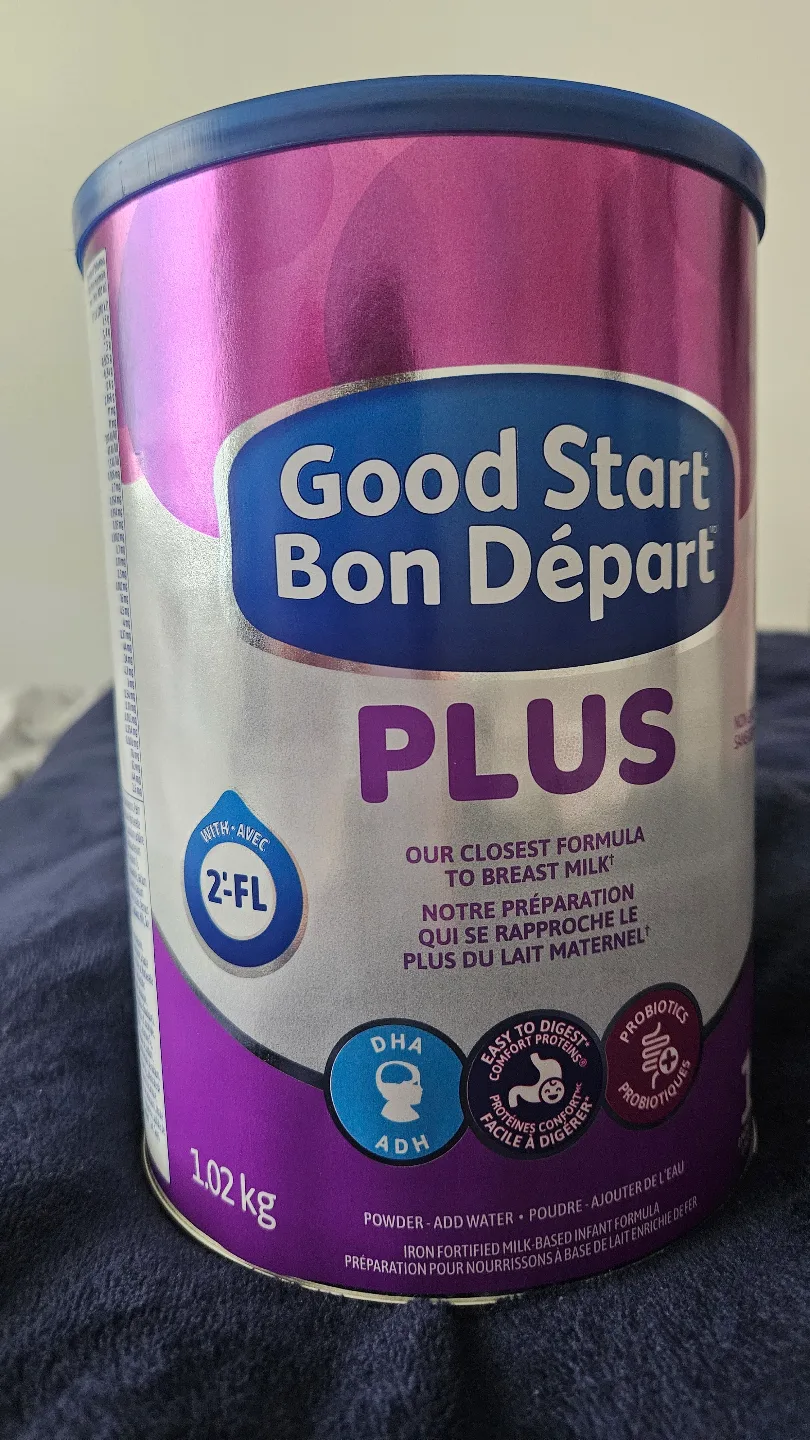 Good Start
Bon Départ MD
PLUS
WITH • AVEC
2'-FL
OUR CLOSEST FORMULA
TO BREAST MILK†
NOTRE PRÉPARATION
QUI SE RAPPROCHE LE
PLUS DU LAIT MATERNEL†
DHA
ADH
EASY TO DIGEST*
COMFORT PROTEINS®
PROTÉINES CONFORT MC
FACILE À DIGÉRER*
PROBIOTICS
PROBIOTIQUES
1.02 kg
POWDER - ADD WATER • POUDRE - AJOUTER DE L'EAU
IRON FORTIFIED MILK-BASED INFANT FORMULA
PRÉPARATION POUR NOURRISSONS À BASE DE LAIT ENRICHIE DE FER